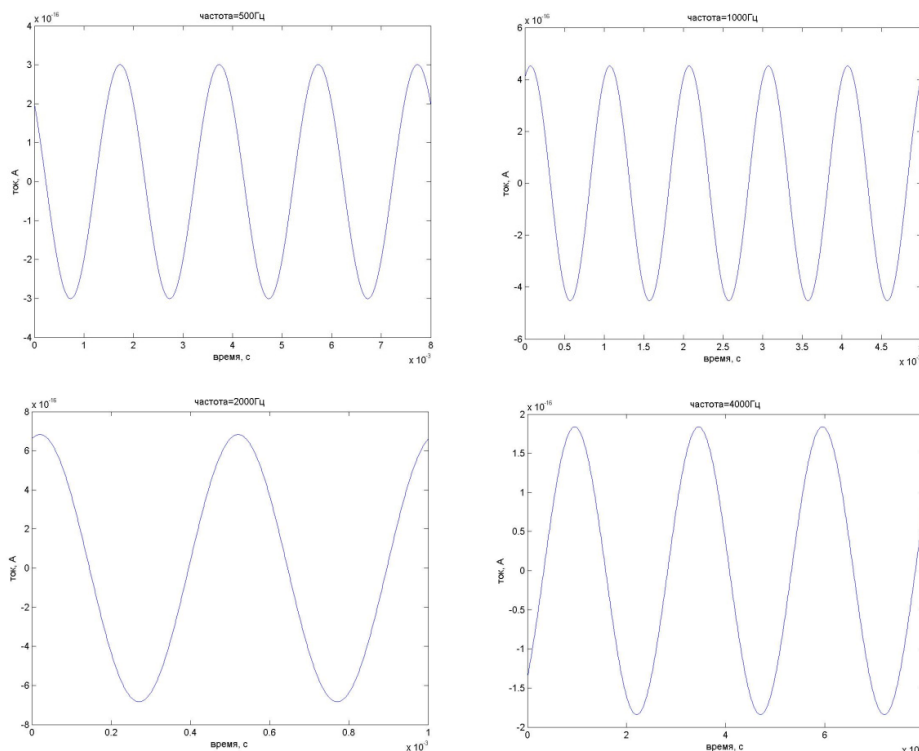 частота=500Гц
x 10⁻¹⁶
4
3
2
1
0
-1
-2
-3
-4
ток, А
0 1 2 3 4 5 6 7 8
время, с
x 10⁻³
частота=1000Гц
x 10⁻¹⁶
6
4
2
0
-2
-4
-6
ток, А
0 0.5 1 1.5 2 2.5 3 3.5 4 4.5
время, с
частота=2000Гц
x 10⁻¹⁶
8
6
4
2
0
-2
-4
-6
-8
ток, А
0 0.2 0.4 0.6 0.8 1
время, с
x 10⁻³
частота=4000Гц
x 10⁻¹⁶
2
1.5
1
0.5
0
-0.5
-1
-1.5
-2
ток, А
0 2 4 6
время, с